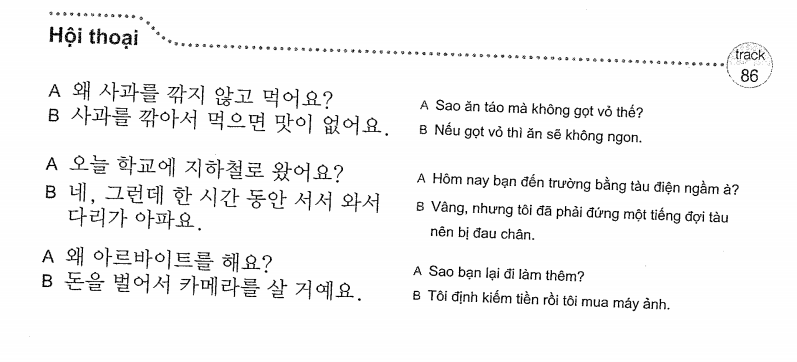 Hội thoại
track
86
A 왜 사과를 깎지 않고 먹어요?
B 사과를 깎아서 먹으면 맛이 없어요.
A Sao ăn táo mà không gọt vỏ thế?
B Nếu gọt vỏ thì ăn sẽ không ngon.
A 오늘 학교에 지하철로 왔어요?
B 네, 그런데 한 시간 동안 서서 와서
다리가 아파요.
A Hôm nay bạn đến trường bằng tàu điện ngầm à?
B Vâng, nhưng tôi đã phải đứng một tiếng đợi tàu
nên bị đau chân.
A 왜 아르바이트를 해요?
B 돈을 벌어서 카메라를 살 거예요.
A Sao bạn lại đi làm thêm?
B Tôi định kiếm tiền rồi tôi mua máy ảnh.